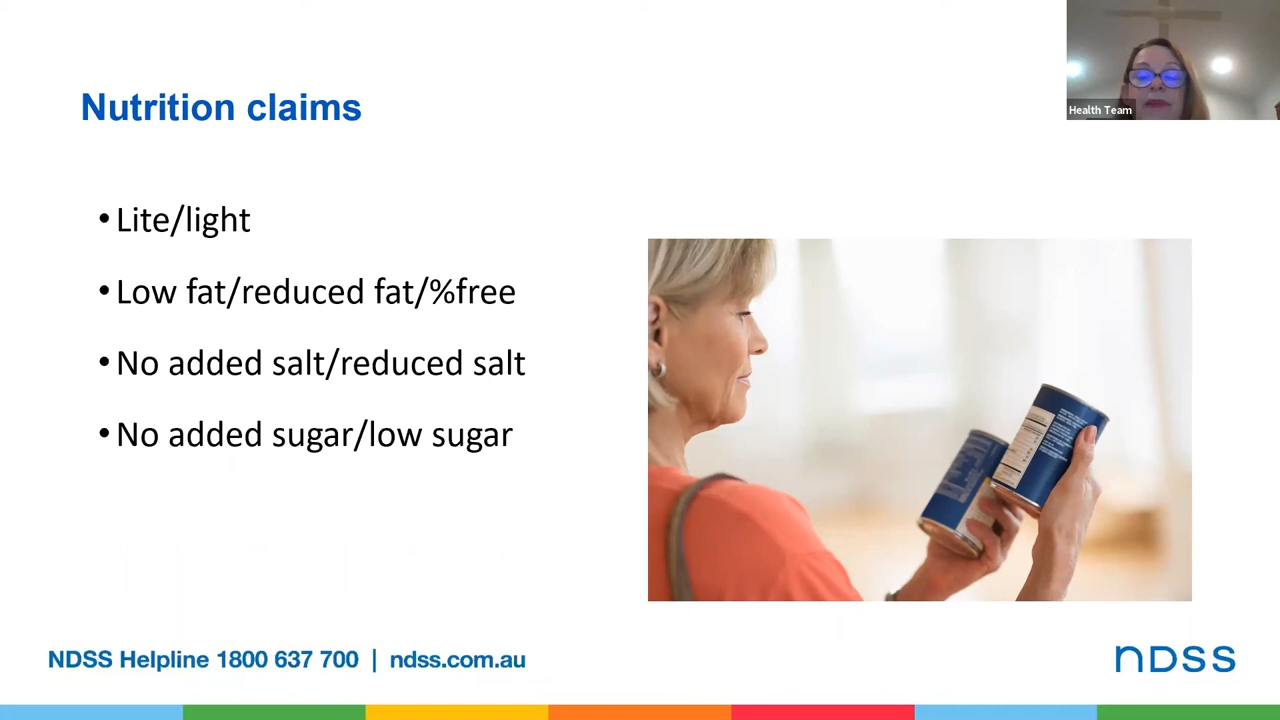 Nutrition claims
Health Team
• Lite/light
• Low fat/reduced fat/%free
• No added salt/reduced salt
• No added sugar/low sugar
NDSS Helpline 1800 637 700 | ndss.com.au
ndss